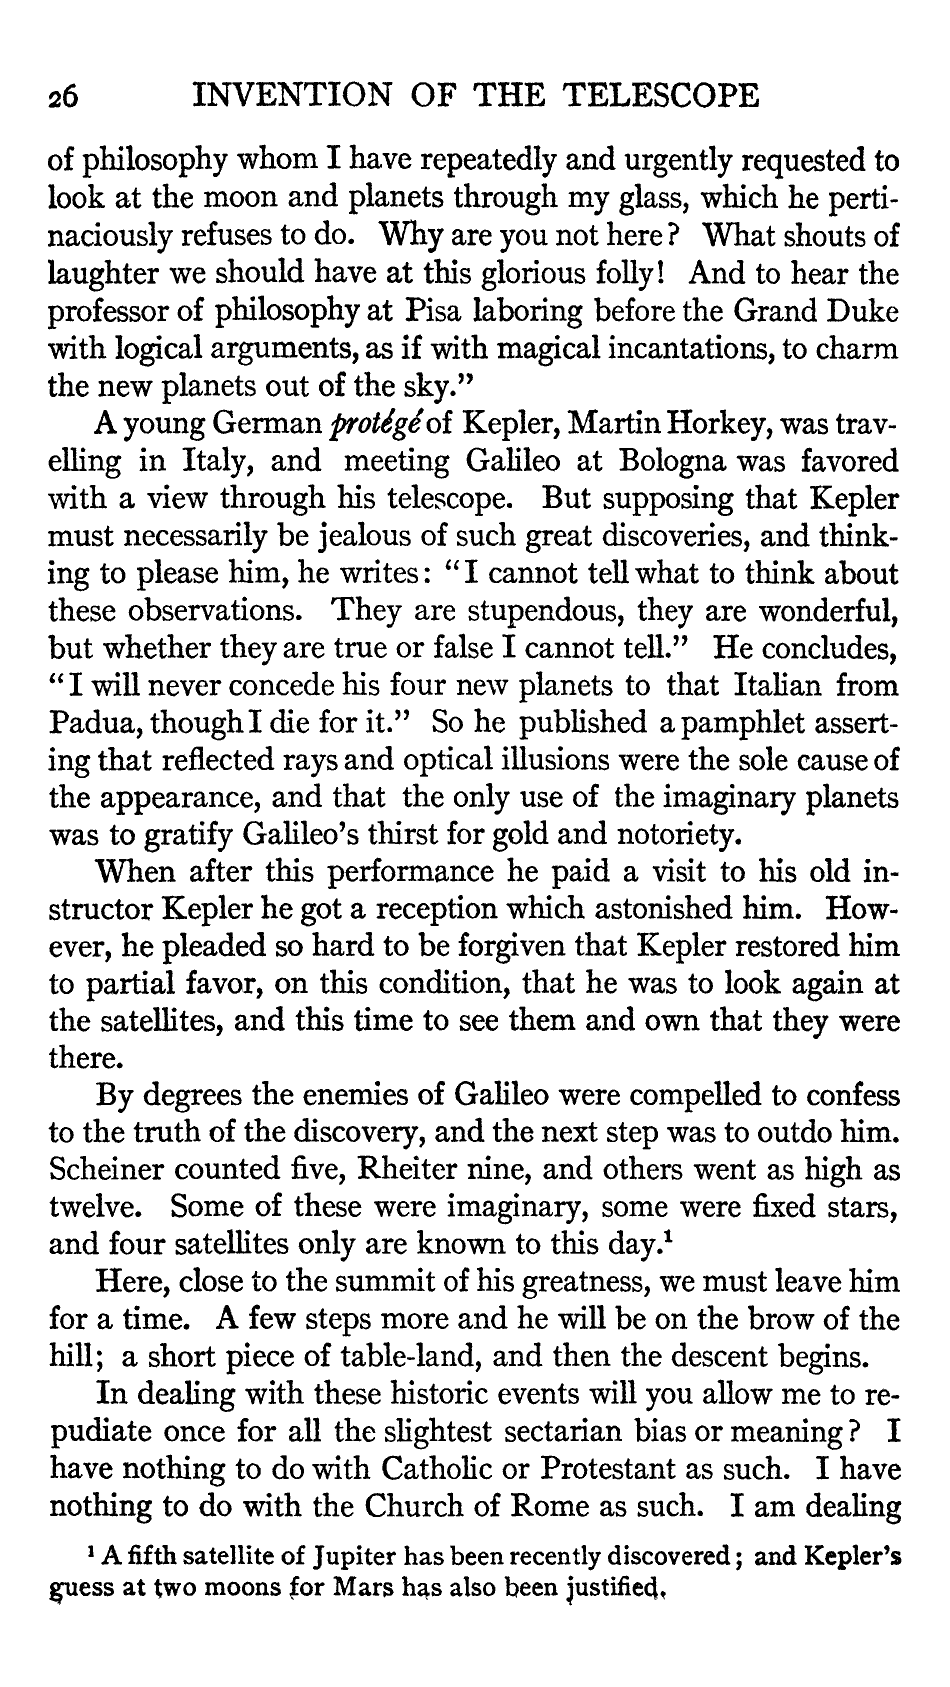 26 INVENTION OF THE TELESCOPE
of philosophy whom I have repeatedly and urgently requested to
look at the moon and planets through my glass, which he perti-
naciously refuses to do. Why are you not here? What shouts of
laughter we should have at this glorious folly! And to hear the
professor of philosophy at Pisa laboring before the Grand Duke
with logical arguments, as if with magical incantations, to charm
the new planets out of the sky.”
A young German protégé of Kepler, Martin Horkey, was trav-
elling in Italy, and meeting Galileo at Bologna was favored
with a view through his telescope. But supposing that Kepler
must necessarily be jealous of such great discoveries, and think-
ing to please him, he writes: “I cannot tell what to think about
these observations. They are stupendous, they are wonderful,
but whether they are true or false I cannot tell.” He concludes,
“I will never concede his four new planets to that Italian from
Padua, though I die for it.” So he published a pamphlet assert-
ing that reflected rays and optical illusions were the sole cause of
the appearance, and that the only use of the imaginary planets
was to gratify Galileo’s thirst for gold and notoriety.
When after this performance he paid a visit to his old in-
structor Kepler he got a reception which astonished him. How-
ever, he pleaded so hard to be forgiven that Kepler restored him
to partial favor, on this condition, that he was to look again at
the satellites, and this time to see them and own that they were
there.
By degrees the enemies of Galileo were compelled to confess
to the truth of the discovery, and the next step was to outdo him.
Scheiner counted five, Rheiter nine, and others went as high as
twelve. Some of these were imaginary, some were fixed stars,
and four satellites only are known to this day.¹
Here, close to the summit of his greatness, we must leave him
for a time. A few steps more and he will be on the brow of the
hill; a short piece of table-land, and then the descent begins.
In dealing with these historic events will you allow me to re-
pudiate once for all the slightest sectarian bias or meaning? I
have nothing to do with Catholic or Protestant as such. I have
nothing to do with the Church of Rome as such. I am dealing
¹ A fifth satellite of Jupiter has been recently discovered; and Kepler’s
guess at two moons for Mars has also been justified.